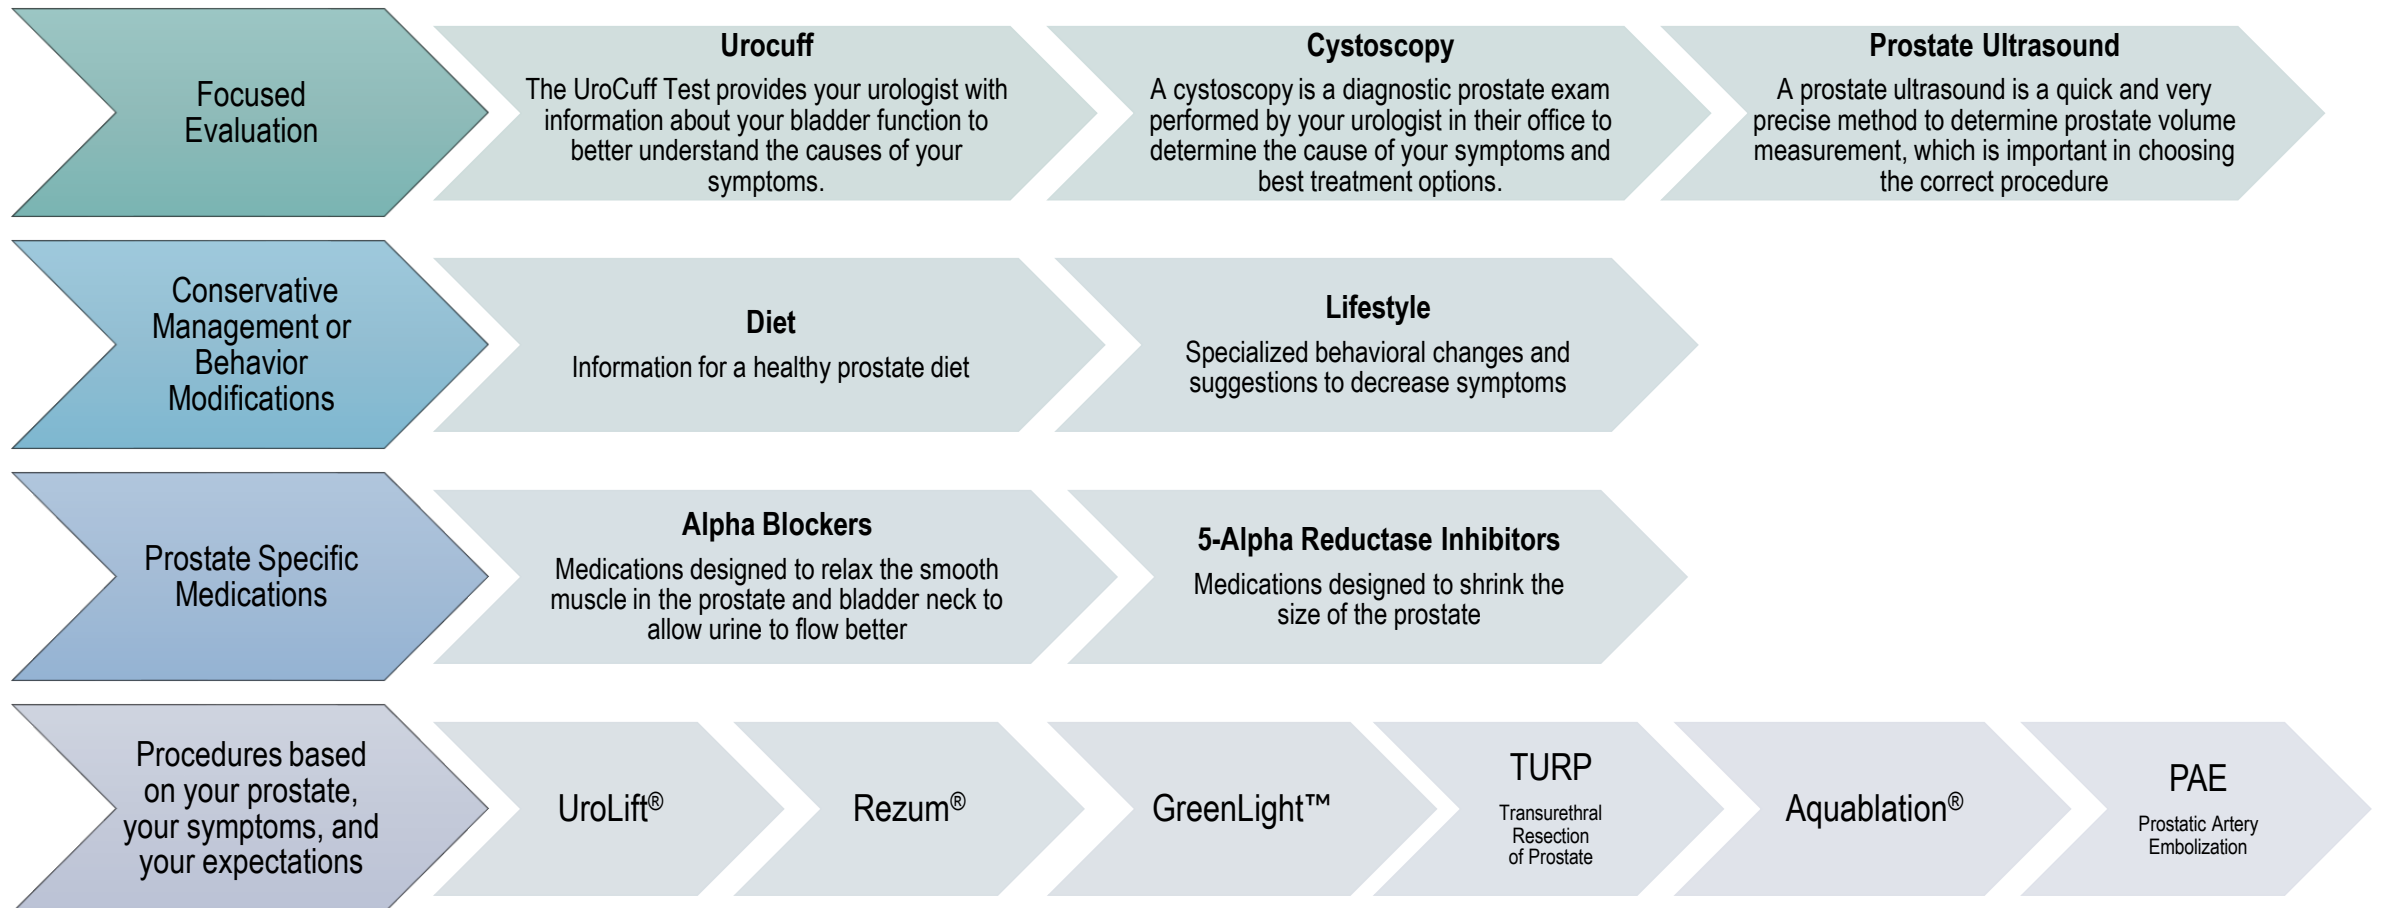 Focused
Evaluation
Urocuff
The UroCuff Test provides your urologist with
information about your bladder function to
better understand the causes of your
symptoms.
Cystoscopy
A cystoscopy is a diagnostic prostate exam
performed by your urologist in their office to
determine the cause of your symptoms and
best treatment options.
Prostate Ultrasound
A prostate ultrasound is a quick and very
precise method to determine prostate volume
measurement, which is important in choosing
the correct procedure
Conservative
Management or
Behavior
Modifications
Diet
Information for a healthy prostate diet
Lifestyle
Specialized behavioral changes and
suggestions to decrease symptoms
Prostate Specific
Medications
Alpha Blockers
Medications designed to relax the smooth
muscle in the prostate and bladder neck to
allow urine to flow better
5-Alpha Reductase Inhibitors
Medications designed to shrink the
size of the prostate
Procedures based
on your prostate,
your symptoms, and
your expectations
UroLift®
Rezum®
GreenLight™
TURP
Transurethral
Resection
of Prostate
Aquablation®
PAE
Prostatic Artery
Embolization